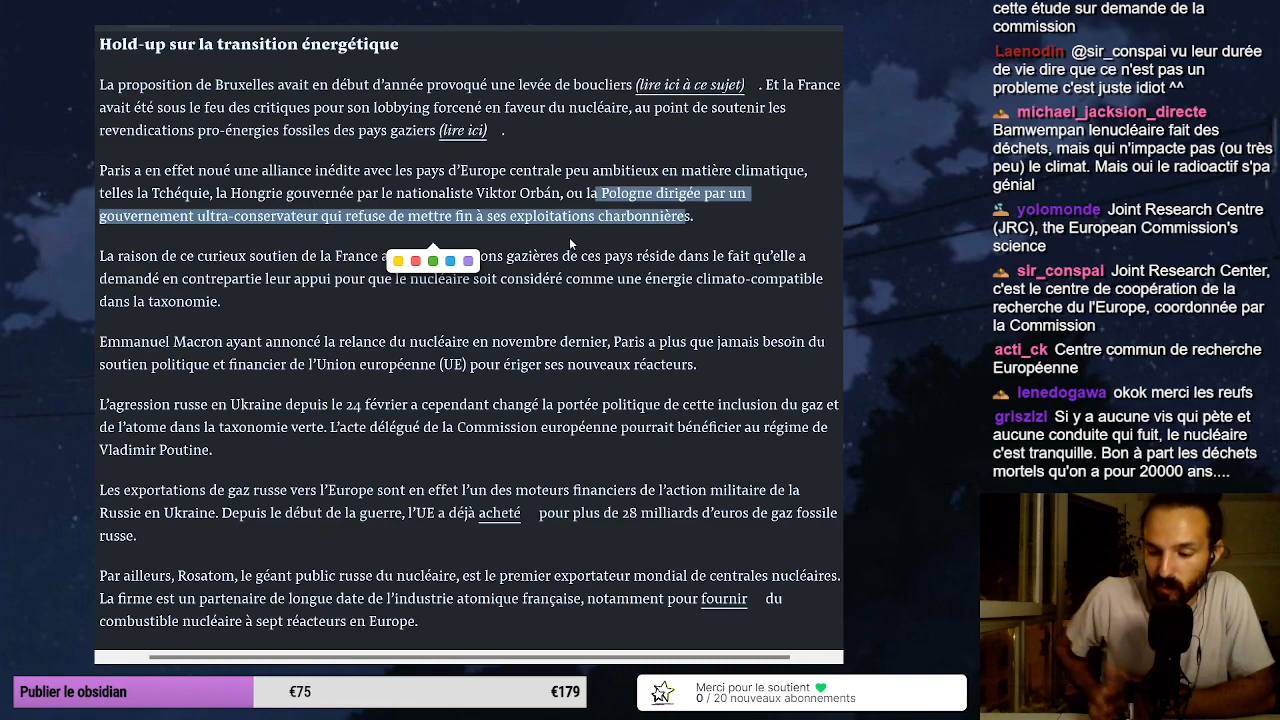 Hold-up sur la transition énergétique
La proposition de Bruxelles avait en début d'année provoqué une levée de boucliers (lire ici à ce sujet) . Et la France
avait été sous le feu des critiques pour son lobbying forcené en faveur du nucléaire, au point de soutenir les
revendications pro-énergies fossiles des pays gaziers (lire ici) .
Paris a en effet noué une alliance inédite avec les pays d'Europe centrale peu ambitieux en matière climatique,
telles la Tchéquie, la Hongrie gouvernée par le nationaliste Viktor Orbán, ou la Pologne dirigée par un
gouvernement ultra-conservateur qui refuse de mettre fin à ses exploitations charbonnières.
La raison de ce curieux soutien de la France a ons gazières de ces pays réside dans le fait qu'elle a
demandé en contrepartie leur appui pour que le nucléaire soit considéré comme une énergie climato-compatible
dans la taxonomie.
Emmanuel Macron ayant annoncé la relance du nucléaire en novembre dernier, Paris a plus que jamais besoin du
soutien politique et financier de l'Union européenne (UE) pour ériger ses nouveaux réacteurs.
L'agression russe en Ukraine depuis le 24 février a cependant changé la portée politique de cette inclusion du gaz et
de l'atome dans la taxonomie verte. L'acte délégué de la Commission européenne pourrait bénéficier au régime de
Vladimir Poutine.
Les exportations de gaz russe vers l'Europe sont en effet l'un des moteurs financiers de l'action militaire de la
Russie en Ukraine. Depuis le début de la guerre, l'UE a déjà acheté pour plus de 28 milliards d'euros de gaz fossile
russe.
Par ailleurs, Rosatom, le géant public russe du nucléaire, est le premier exportateur mondial de centrales nucléaires.
La firme est un partenaire de longue date de l'industrie atomique française, notamment pour fournir du
combustible nucléaire à sept réacteurs en Europe.
cette étude sur demande de la
commission
Laenodin @sir_conspai vu leur durée
de vie dire que ce n'est pas un
probleme c'est juste idiot ^^
michael_jacksion_directe
Bamwempan lenucléaire fait des
déchets, mais qui n'impacte pas (ou très
peu) le climat. Mais oui le radioactif s'pa
génial
yolomonde Joint Research Centre
(JRC), the European Commission's
science
sir_conspai Joint Research Center,
c'est le centre de coopération de la
recherche du l'Europe, coordonnée par
la Commission
acti_ck Centre commun de recherche
Européenne
lenedogawa okok merci les reufs
griszizi Si y a aucune vis qui pète et
aucune conduite qui fuit, le nucléaire
c'est tranquille. Bon à part les déchets
mortels qu'on a pour 20000 ans....
Publier le obsidian €75 €179
Merci pour le soutient
0 / 20 nouveaux abonnements